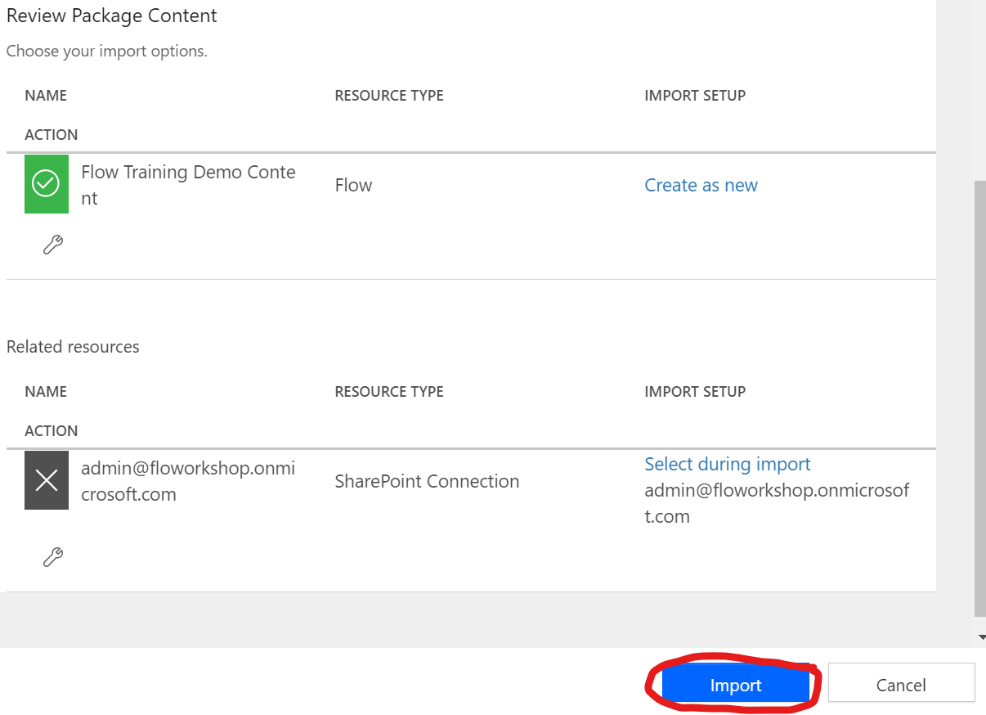 Review Package Content
Choose your import options.
NAME RESOURCE TYPE IMPORT SETUP
ACTION
Flow Training Demo Conte
nt
Flow
Create as new
Related resources
NAME RESOURCE TYPE IMPORT SETUP
ACTION
admin@floworkshop.onmi
crosoft.com
SharePoint Connection
Select during import
admin@floworkshop.onmicrosof
t.com
Import Cancel